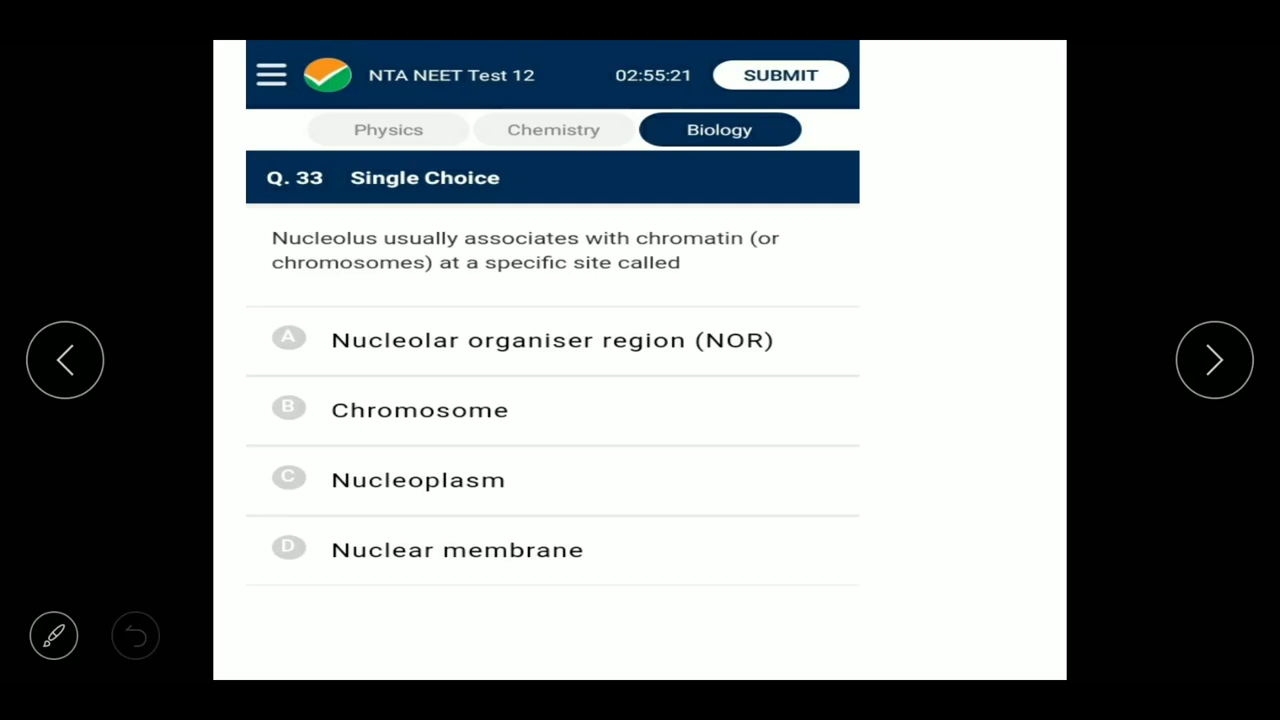 NTA NEET Test 12 02:55:21 SUBMIT
Physics Chemistry Biology
Q. 33 Single Choice
Nucleolus usually associates with chromatin (or
chromosomes) at a specific site called
A Nucleolar organiser region (NOR)
B Chromosome
C Nucleoplasm
D Nuclear membrane